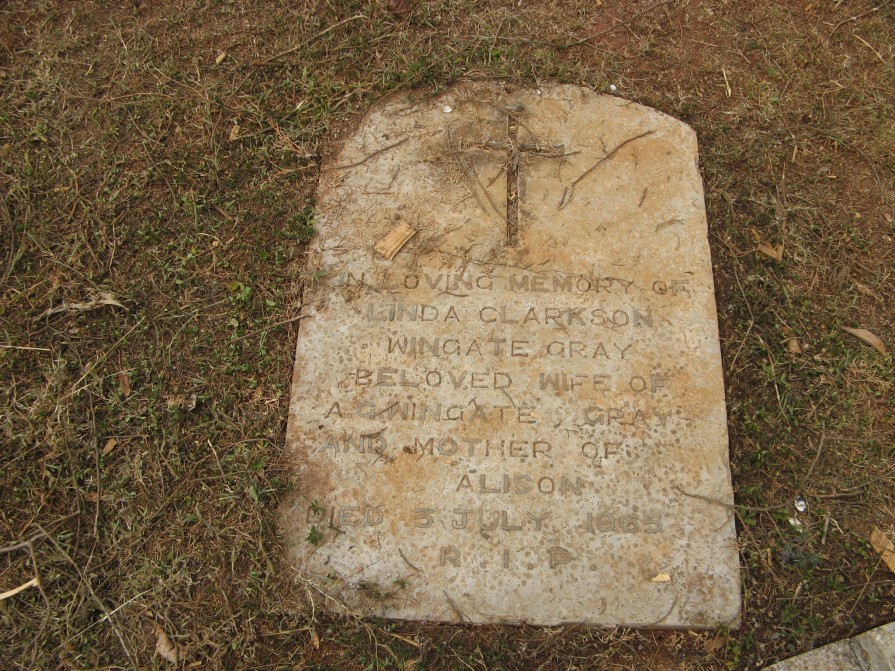 IN LOVING MEMORY OF
LINDA CLARKSON
WINGATE GRAY
BELOVED WIFE OF
A.G. WINGATE GRAY
AND MOTHER OF
ALISON
DIED 3 JULY 1965
R.I.P